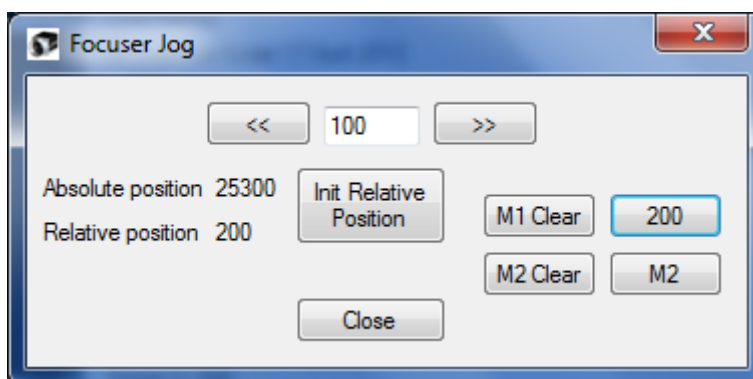 Focuser Jog
x
<< 100 >>
Absolute position 25300
Relative position 200
Init Relative
Position
M1 Clear 200
M2 Clear M2
Close